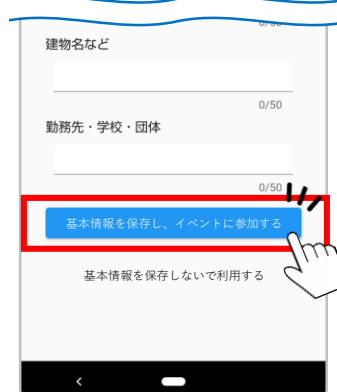 建物名など
0/50
勤務先・学校・団体
0/50
基本情報を保存し、イベントに参加する
基本情報を保存しないで利用する